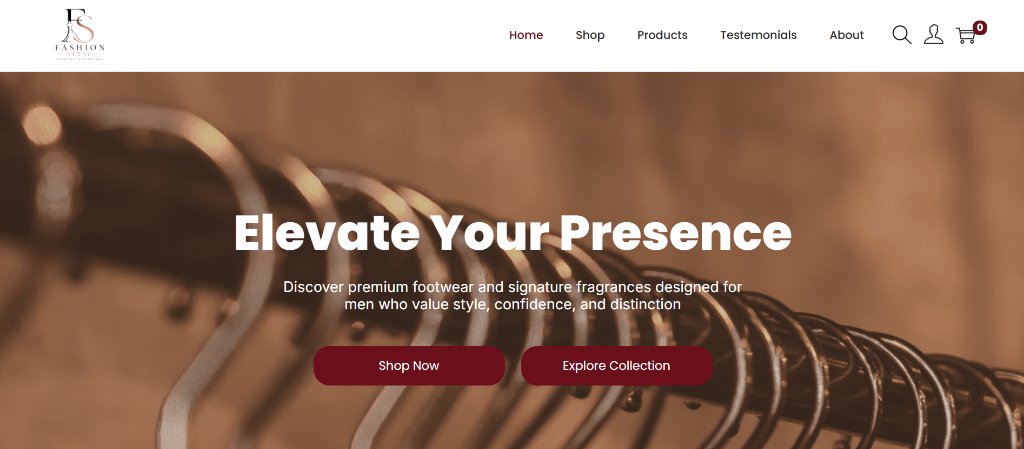 FS
FASHION
Home
Shop
Products
Testemonials
About
0
Elevate Your Presence
Discover premium footwear and signature fragrances designed for
men who value style, confidence, and distinction
Shop Now
Explore Collection